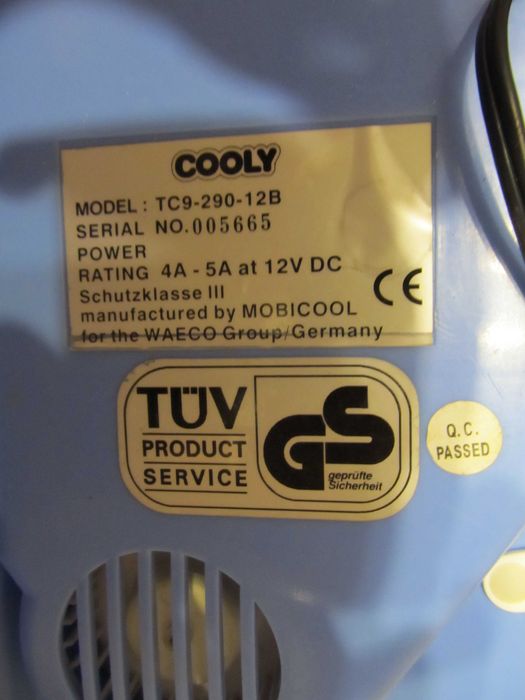 COOLY
MODEL : TC9-290-12B
SERIAL NO. 005665
POWER
RATING 4A - 5A at 12V DC
Schutzklasse III
CE
manufactured by MOBICOOL
for the WAECO Group/Germany
TÜV
PRODUCT
SERVICE
GS
geprüfte
Sicherheit
Q.C.
PASSED